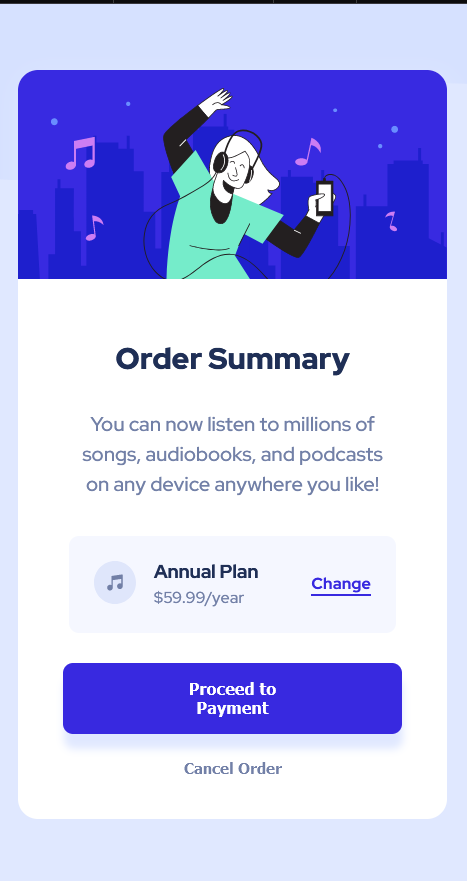 Order Summary
You can now listen to millions of
songs, audiobooks, and podcasts
on any device anywhere you like!
Annual Plan
$59.99/year
Change
Proceed to
Payment
Cancel Order